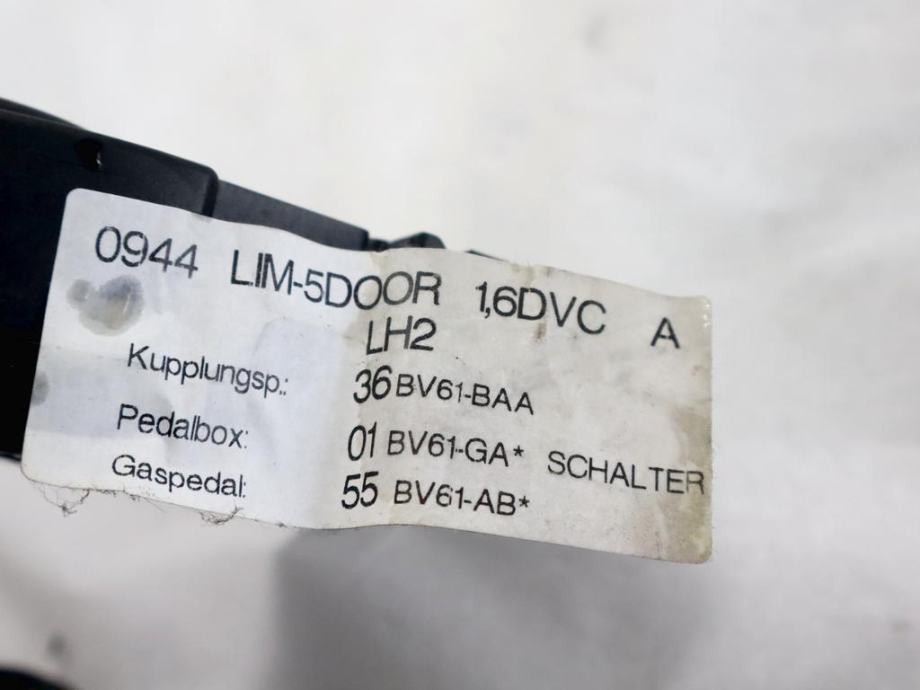 0944 LIM-5DOOR 1,6DVC A
LH2
Kupplungsp.: 36 BV61-BAA
Pedalbox: 01 BV61-GA* SCHALTER
Gaspedal: 55 BV61-AB*